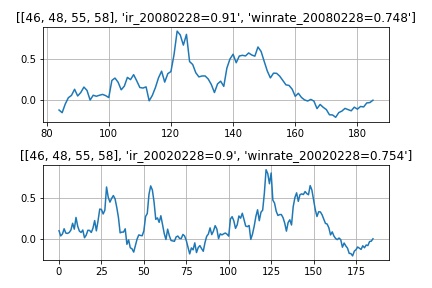 [[46, 48, 55, 58], 'ir_20080228=0.91', 'winrate_20080228=0.748']
0.5
0.0
80 100 120 140 160 180
[[46, 48, 55, 58], 'ir_20020228=0.9', 'winrate_20020228=0.754']
0.5
0.0
0 25 50 75 100 125 150 175